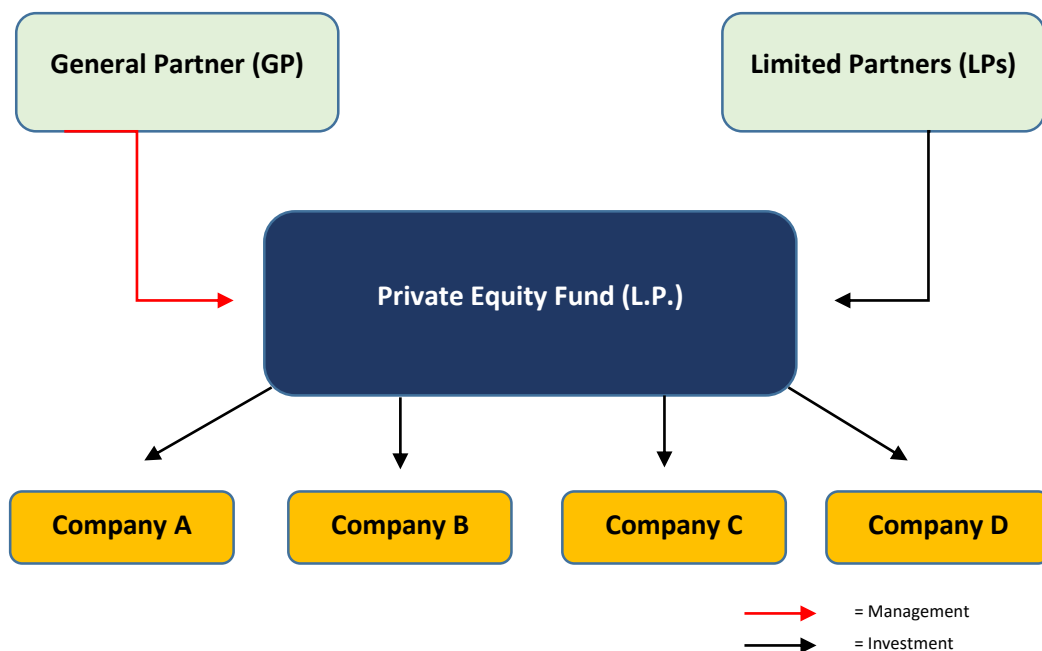 General Partner (GP)
Limited Partners (LPs)
Private Equity Fund (L.P.)
Company A
Company B
Company C
Company D
= Management
= Investment